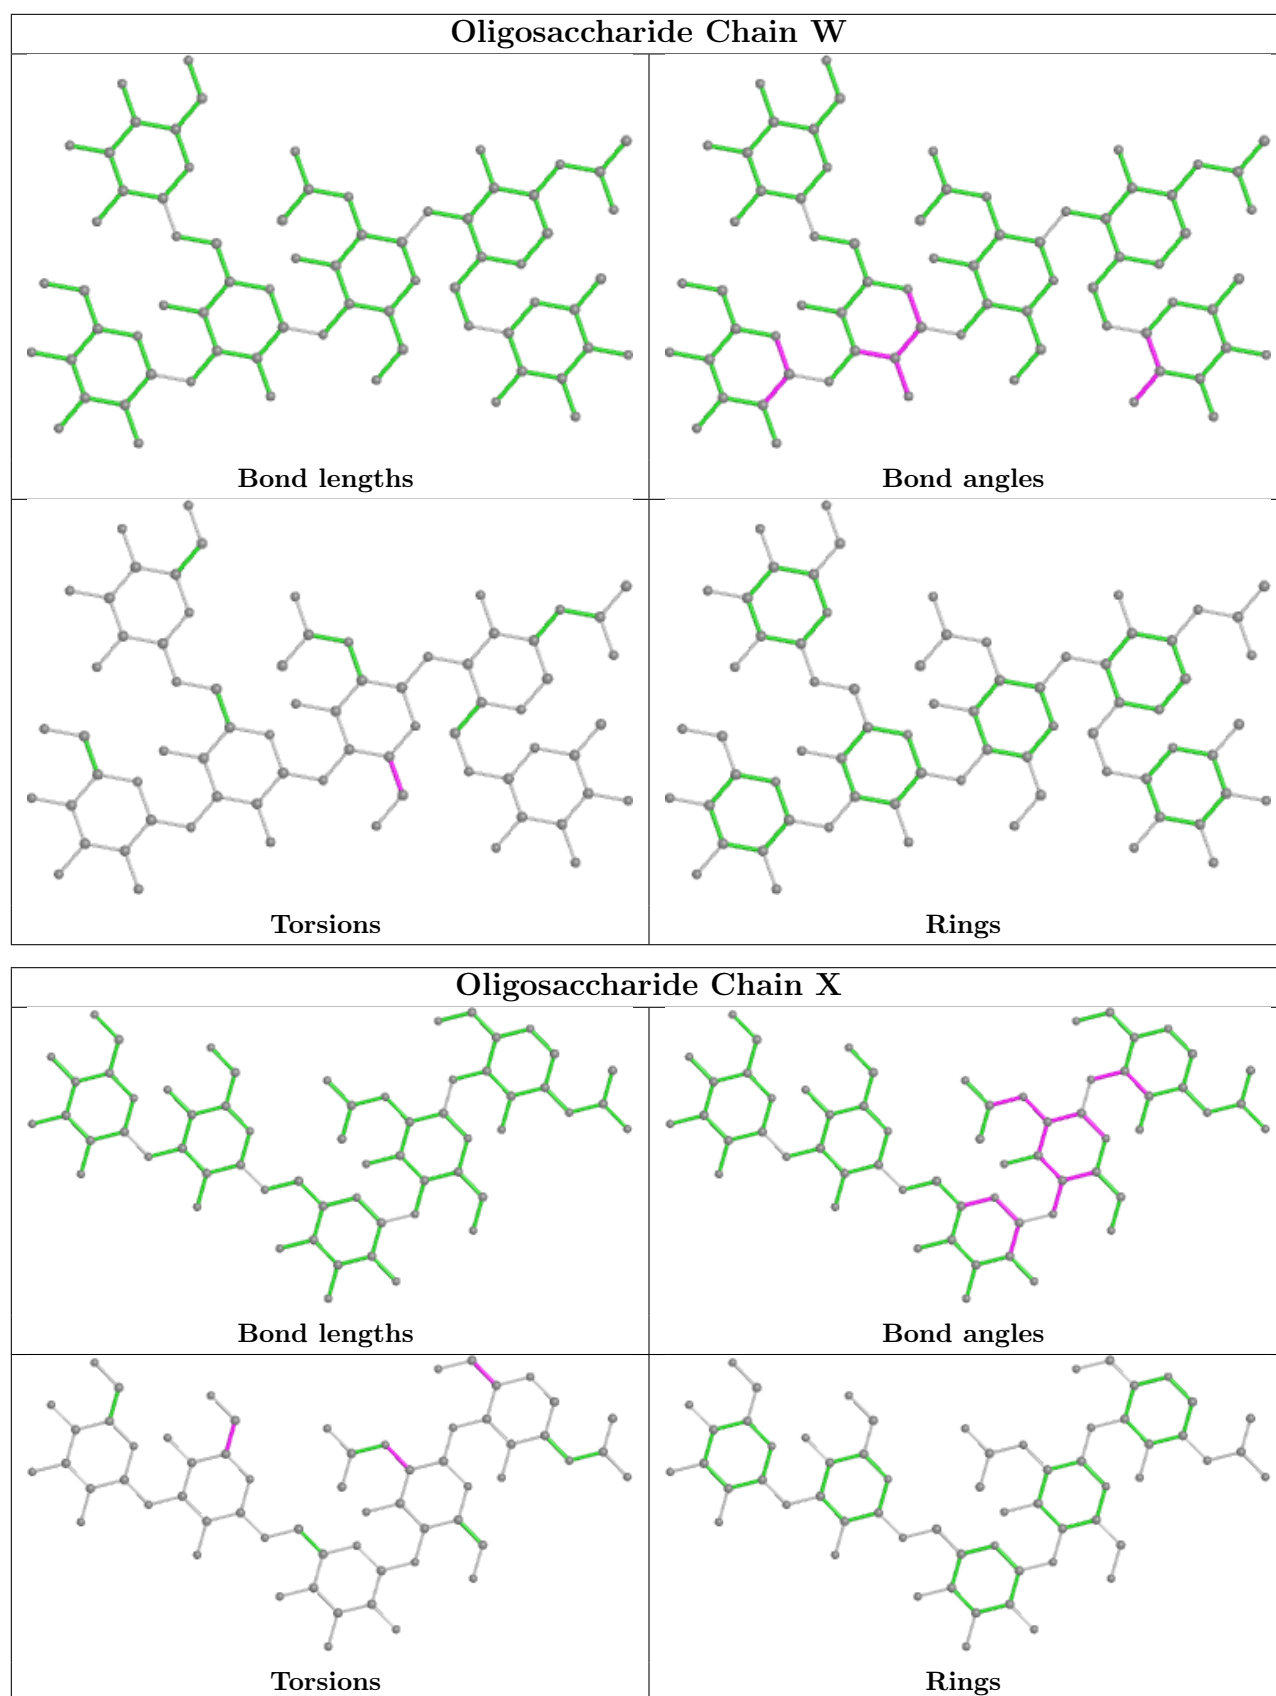 Oligosaccharide Chain W
Bond lengths
Bond angles
Torsions
Rings
Oligosaccharide Chain X
Bond lengths
Bond angles
Torsions
Rings